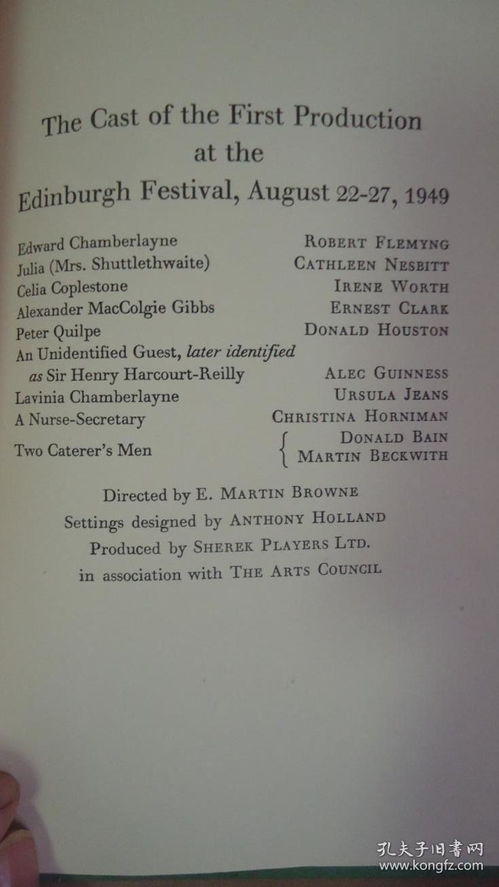 The Cast of the First Production
at the
Edinburgh Festival, August 22-27, 1949
Edward Chamberlayne ROBERT FLEMYNG
Julia (Mrs. Shuttlethwaite) CATHLEEN NESBITT
Celia Coplestone IRENE WORTH
Alexander MacColgie Gibbs ERNEST CLARK
Peter Quilpe DONALD HOUSTON
An Unidentified Guest, later identified
as Sir Henry Harcourt-Reilly ALEC GUINNESS
Lavinia Chamberlayne URSULA JEANS
A Nurse-Secretary CHRISTINA HORNIMAN
Two Caterer's Men { DONALD BAIN
MARTIN BECKWITH
Directed by E. MARTIN BROWNE
Settings designed by ANTHONY HOLLAND
Produced by SHEREK PLAYERS LTD.
in association with THE ARTS COUNCIL
孔夫子旧书网
www.kongfz.com